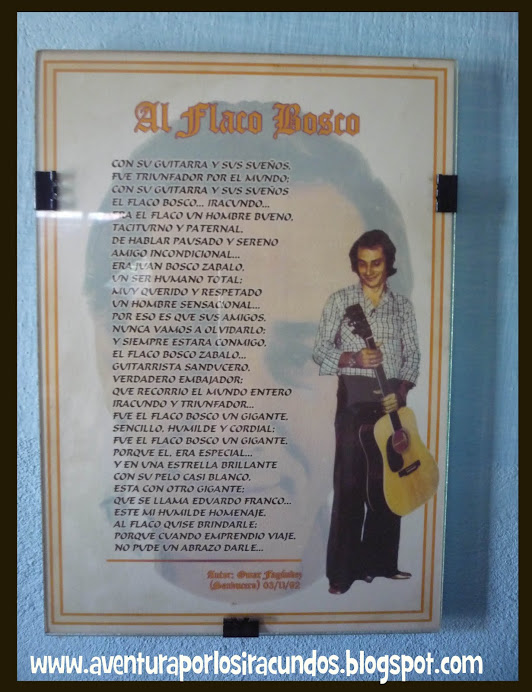 Al Flaco Bosco
CON SU GUITARRA Y SUS SUEÑOS,
FUE TRIUNFADOR POR EL MUNDO;
CON SU GUITARRA Y SUS SUEÑOS
EL FLACO BOSCO... IRACUNDO...
ERA EL FLACO UN HOMBRE BUENO,
TACITURNO Y PATERNAL.
DE HABLAR PAUSADO Y SERENO
AMIGO INCONDICIONAL...
ERA JUAN BOSCO ZABALO,
UN SER HUMANO TOTAL;
MUY QUERIDO Y RESPETADO
UN HOMBRE SENSACIONAL...
POR ESO ES QUE SUS AMIGOS,
NUNCA VAMOS A OLVIDARLO;
Y SIEMPRE ESTARA CONMIGO,
EL FLACO BOSCO ZABALO...
GUITARRISTA SANDUCERO,
VERDADERO EMBAJADOR;
QUE RECORRIO EL MUNDO ENTERO
IRACUNDO Y TRIUNFADOR...
FUE EL FLACO BOSCO UN GIGANTE,
SENCILLO, HUMILDE Y CORDIAL;
FUE EL FLACO BOSCO UN GIGANTE,
PORQUE EL, ERA ESPECIAL...
Y EN UNA ESTRELLA BRILLANTE
CON SU PELO CASI BLANCO,
ESTA CON OTRO GIGANTE;
QUE SE LLAMA EDUARDO FRANCO...
ESTE MI HUMILDE HOMENAJE,
AL FLACO QUISE BRINDARLE;
PORQUE CUANDO EMPRENDIO VIAJE,
NO PUDE UN ABRAZO DARLE...
Autor: Omar Fagúndez
(Sanducero) 03/11/92
www.aventuraporlosiracundos.blogspot.com